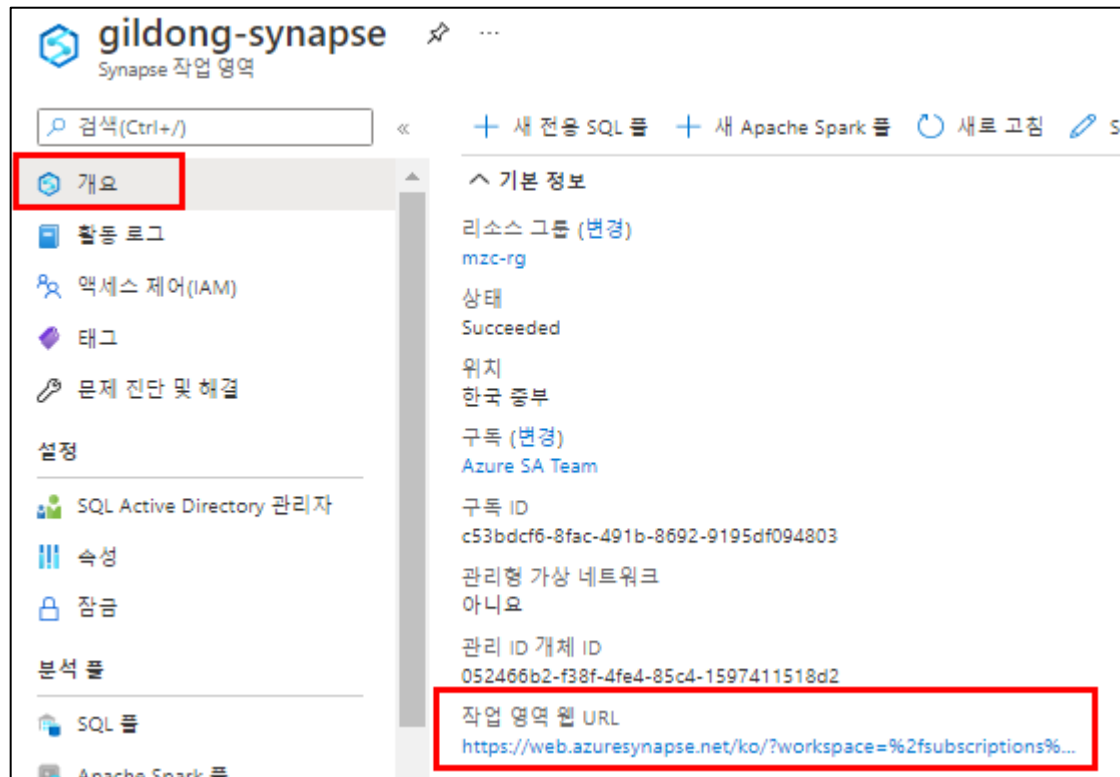 gildong-synapse
Synapse 작업 영역
검색(Ctrl+/)
개요
활동 로그
액세스 제어(IAM)
태그
문제 진단 및 해결
설정
SQL Active Directory 관리자
속성
잠금
분석 풀
SQL 풀
Apache Spark 풀
새 전용 SQL 풀 새 Apache Spark 풀 새로 고침 S
기본 정보
리소스 그룹 (변경)
mzc-rg
상태
Succeeded
위치
한국 중부
구독 (변경)
Azure SA Team
구독 ID
c53bdcf6-8fac-491b-8692-9195df094803
관리형 가상 네트워크
아니요
관리 ID 개체 ID
052466b2-f38f-4fe4-85c4-1597411518d2
작업 영역 웹 URL
https://web.azuresynapse.net/ko/?workspace=%2fsubscriptions%...